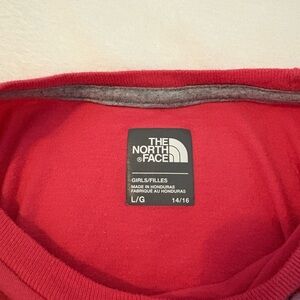 THE
NORTH
®FACE
GIRLS/FILLES
MADE IN HONDURAS
FABRIQUÉ AU HONDURAS
L/G 14/16